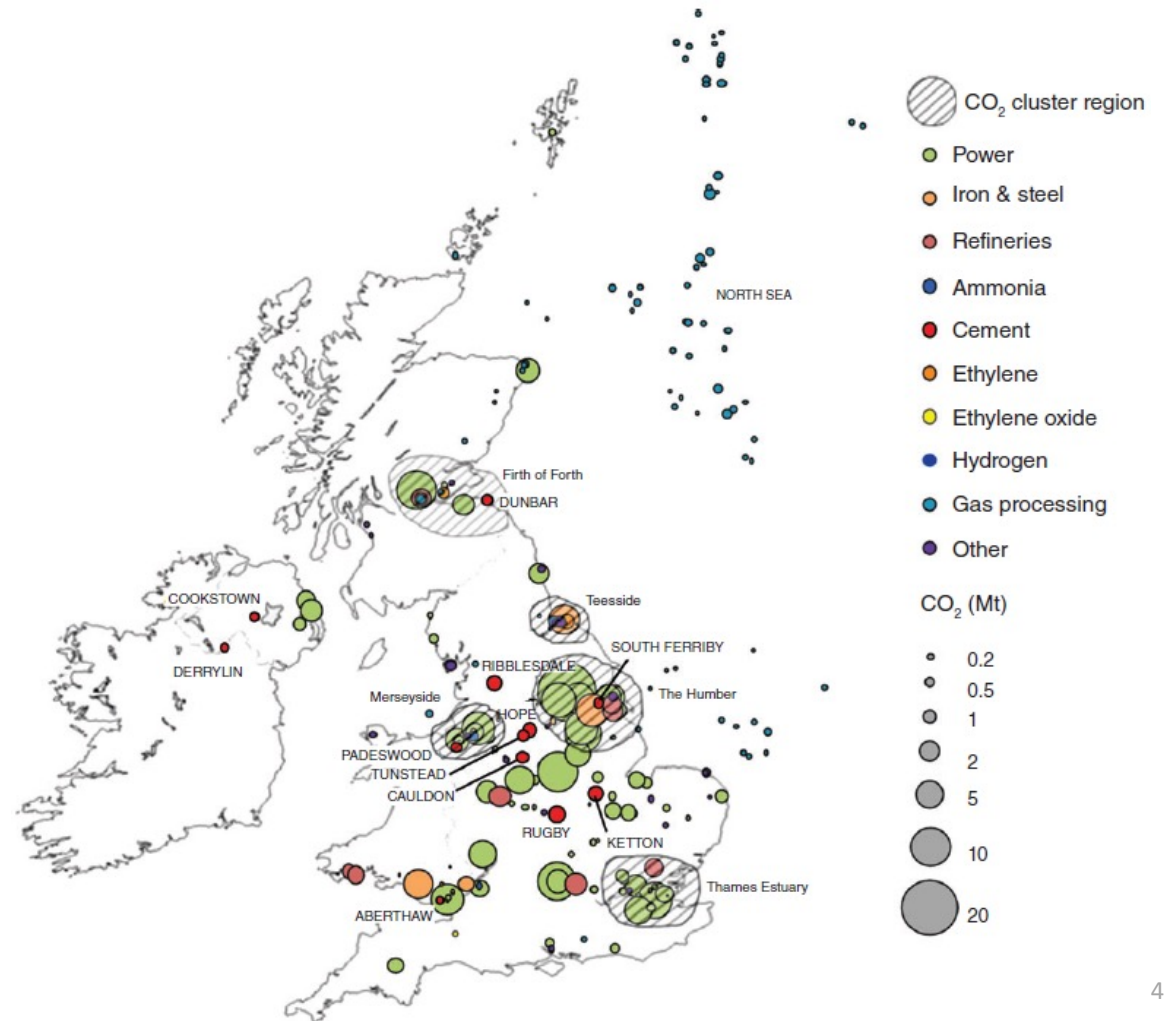 CO2 cluster region
Power
Iron & steel
Refineries
Ammonia
Cement
Ethylene
Ethylene oxide
Hydrogen
Gas processing
Other
CO2 (Mt)
0.2
0.5
1
2
5
10
20
NORTH SEA
Firth of Forth
DUNBAR
COOKSTOWN
DERRYLIN
Teesside
SOUTH FERRIBY
RIBBLESDALE
The Humber
Merseyside
HOPE
PADESWOOD
TUNSTEAD
CAULDON
RUGBY
KETTON
Thames Estuary
ABERTHAW
4